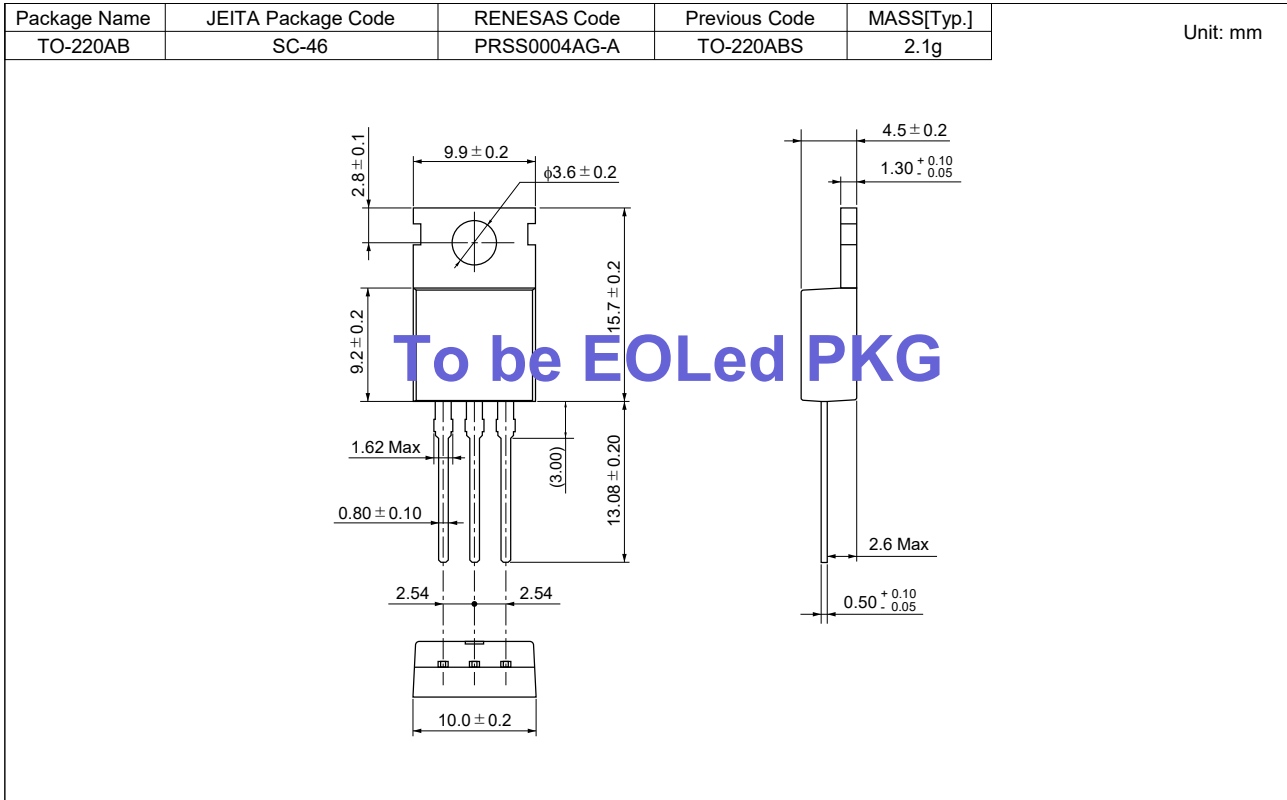 Package Name JEITA Package Code RENESAS Code Previous Code MASS[Typ.]
TO-220AB SC-46 PRSS0004AG-A TO-220ABS 2.1g
Unit: mm
2.8 ± 0.1
9.9 ± 0.2
ϕ3.6 ± 0.2
4.5 ± 0.2
1.30 + 0.10 - 0.05
15.7 ± 0.2
9.2 ± 0.2
To be EOLed PKG
1.62 Max
(3.00)
13.08 ± 0.20
0.80 ± 0.10
2.6 Max
2.54 2.54
0.50 + 0.10 - 0.05
10.0 ± 0.2